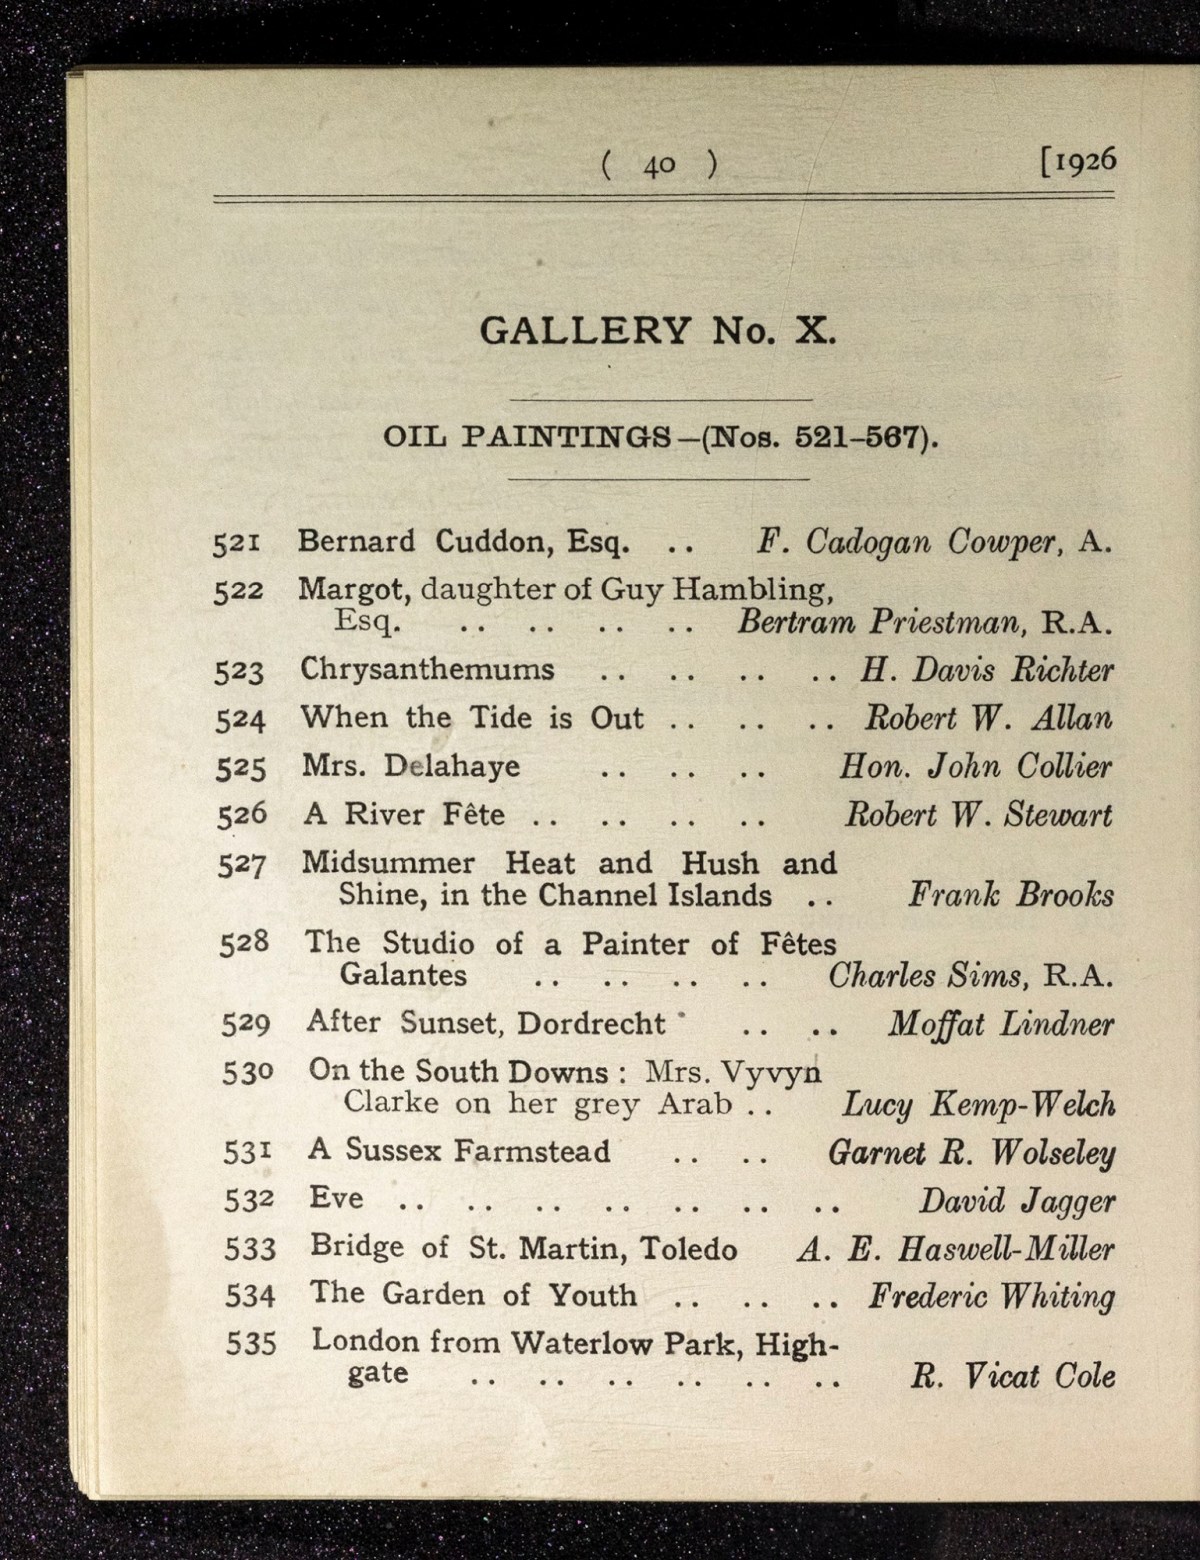 ( 40 ) [1926
GALLERY No. X.
OIL PAINTINGS—(Nos. 521–567).
521 Bernard Cuddon, Esq. .. F. Cadogan Cowper, A.
522 Margot, daughter of Guy Hambling,
Esq. .. .. .. .. Bertram Priestman, R.A.
523 Chrysanthemums .. .. .. .. H. Davis Richter
524 When the Tide is Out .. .. .. Robert W. Allan
525 Mrs. Delahaye .. .. .. Hon. John Collier
526 A River Fête .. .. .. .. Robert W. Stewart
527 Midsummer Heat and Hush and
Shine, in the Channel Islands .. Frank Brooks
528 The Studio of a Painter of Fêtes
Galantes .. .. .. .. Charles Sims, R.A.
529 After Sunset, Dordrecht .. .. Moffat Lindner
530 On the South Downs : Mrs. Vyvyn
Clarke on her grey Arab .. Lucy Kemp-Welch
531 A Sussex Farmstead .. .. Garnet R. Wolseley
532 Eve .. .. .. .. .. .. .. David Jagger
533 Bridge of St. Martin, Toledo A. E. Haswell-Miller
534 The Garden of Youth .. .. .. Frederic Whiting
535 London from Waterlow Park, High-
gate .. .. .. .. .. .. R. Vicat Cole